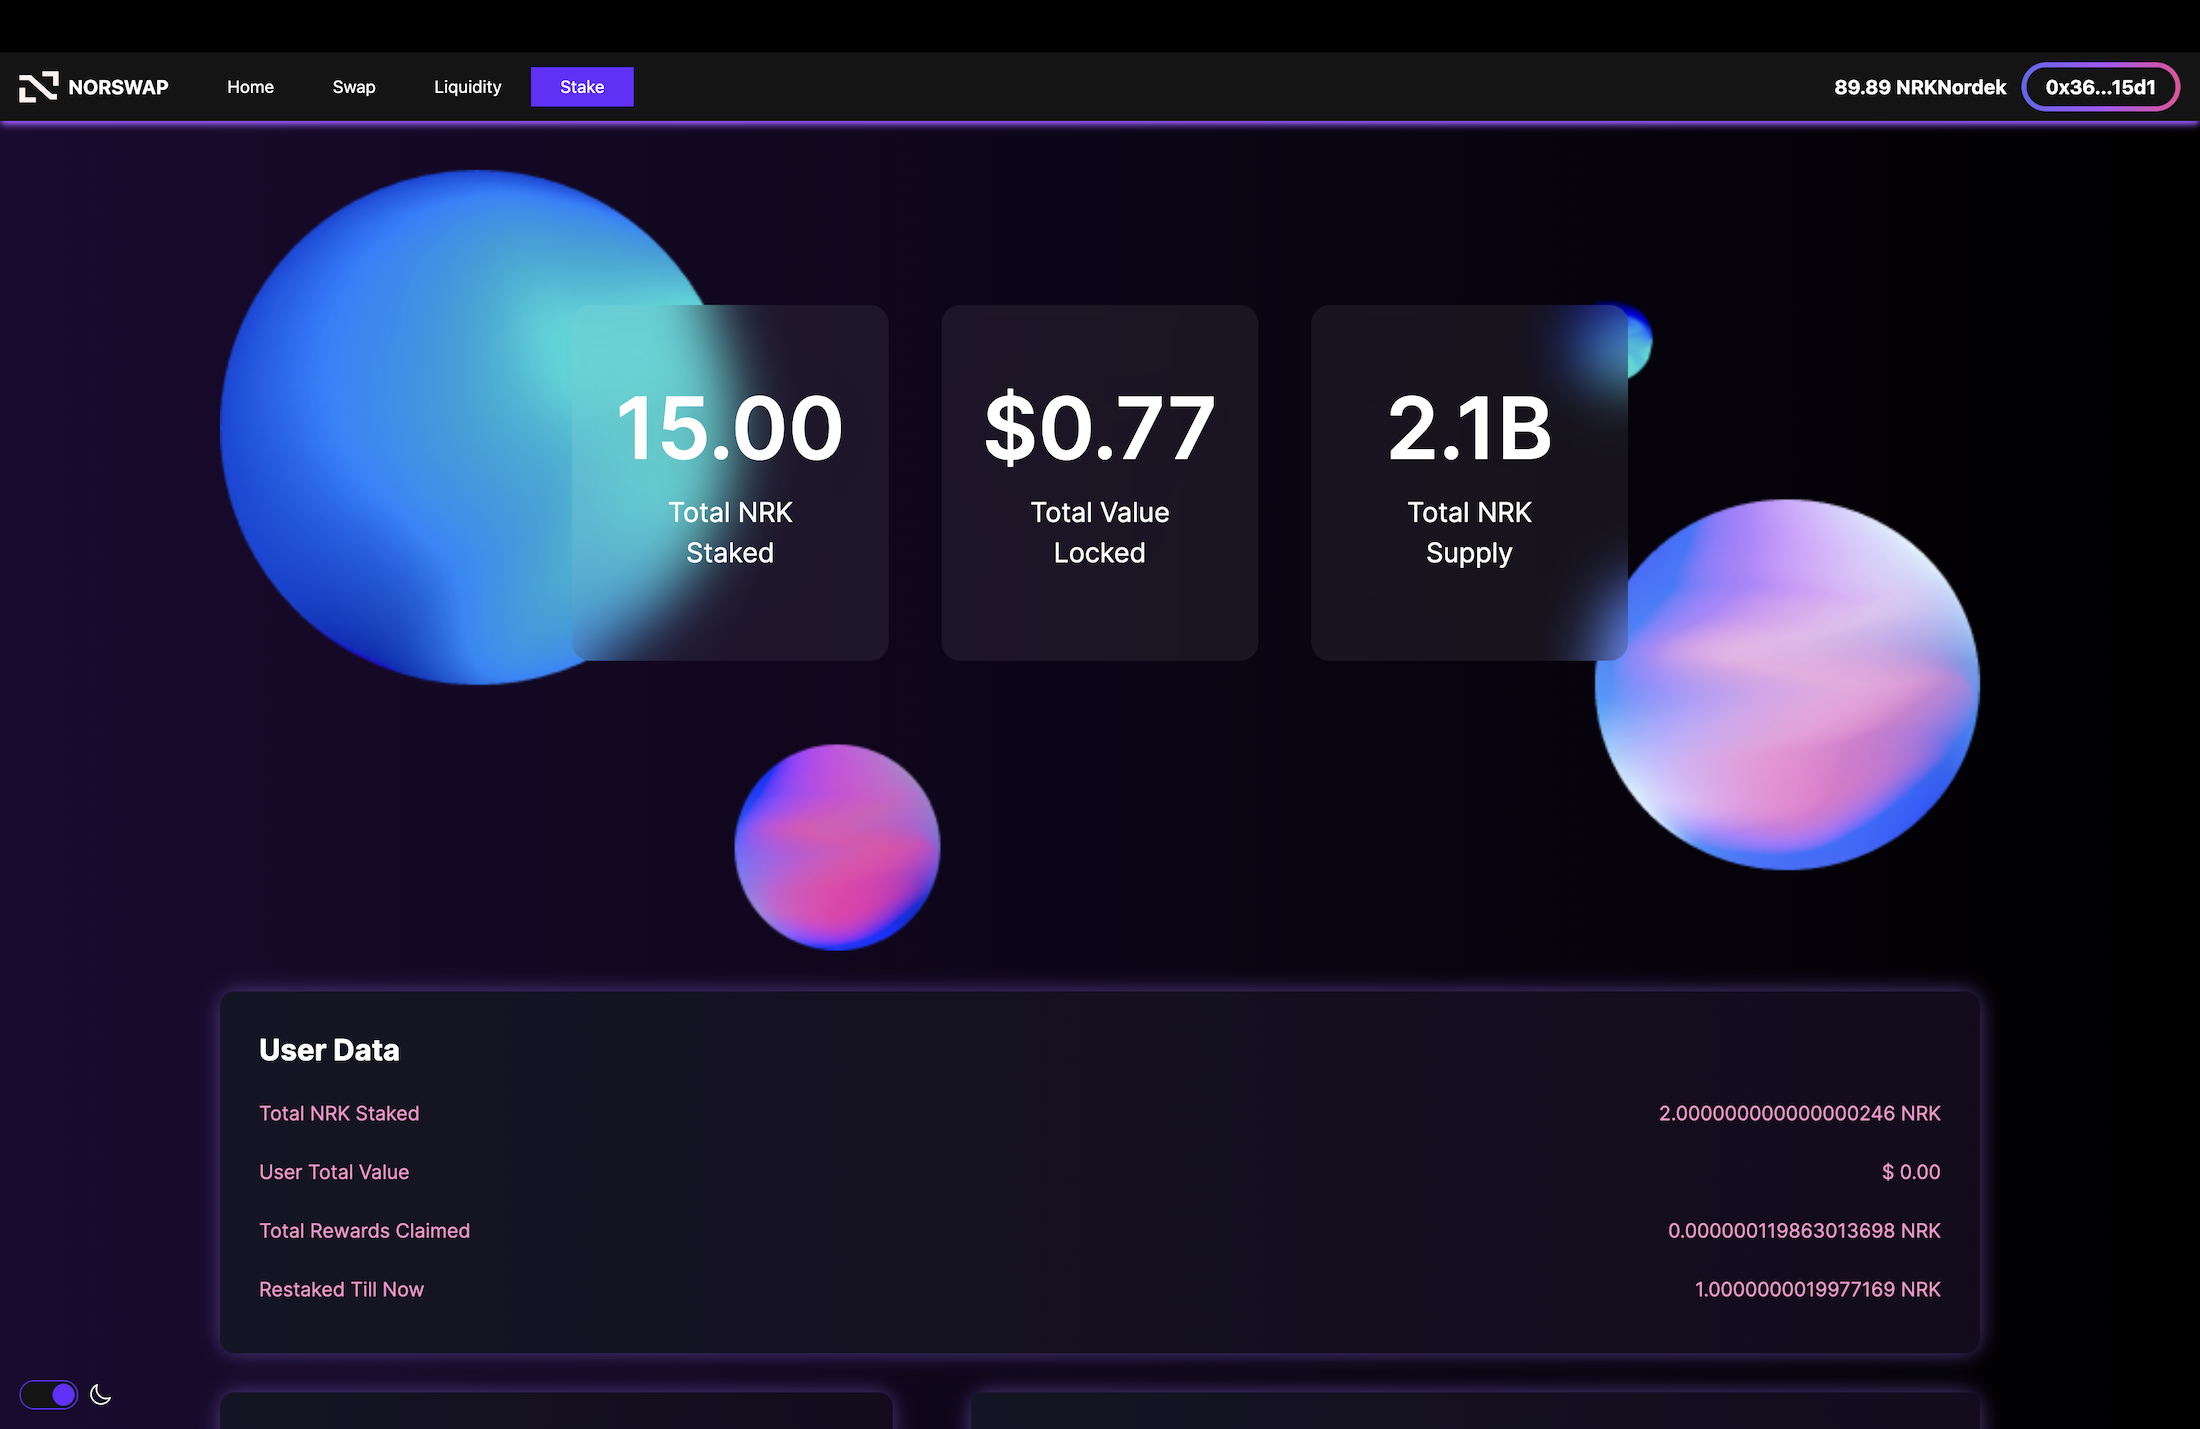 NORSWAP
Home
Swap
Liquidity
Stake
89.89 NRKNordek
0x36...15d1
15.00
Total NRK
Staked
$0.77
Total Value
Locked
2.1B
Total NRK
Supply
User Data
Total NRK Staked
2.000000000000000246 NRK
User Total Value
$ 0.00
Total Rewards Claimed
0.000000119863013698 NRK
Restaked Till Now
1.0000000019977169 NRK